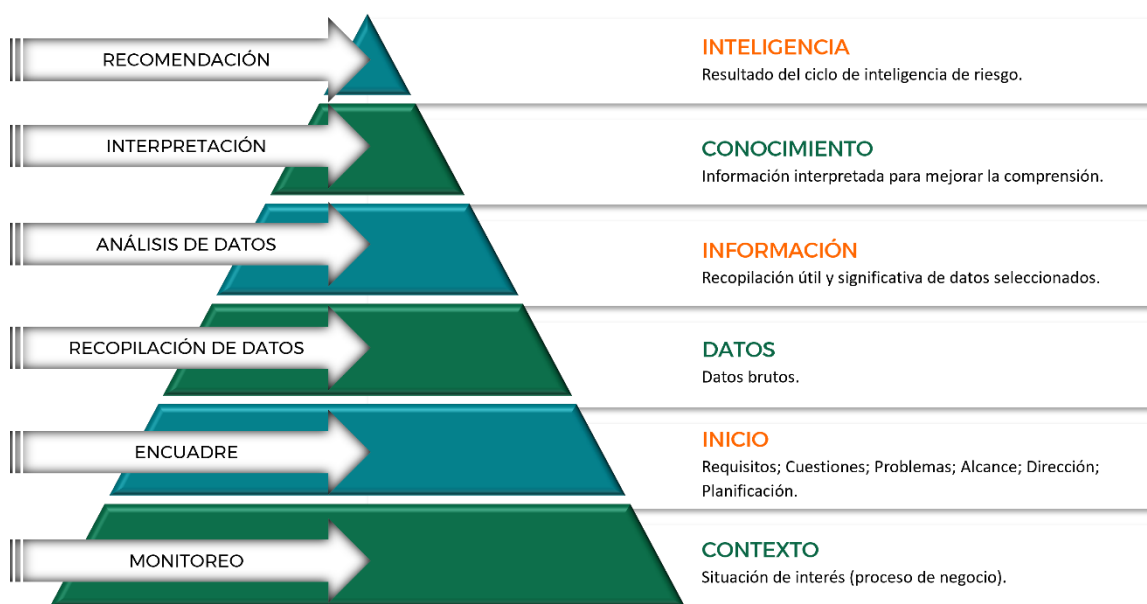 RECOMENDACIÓN
INTELIGENCIA
Resultado del ciclo de inteligencia de riesgo.
INTERPRETACIÓN
CONOCIMIENTO
Información interpretada para mejorar la comprensión.
ANÁLISIS DE DATOS
INFORMACIÓN
Recopilación útil y significativa de datos seleccionados.
RECOPILACIÓN DE DATOS
DATOS
Datos brutos.
ENCUADRE
INICIO
Requisitos; Cuestiones; Problemas; Alcance; Dirección;
Planificación.
MONITOREO
CONTEXTO
Situación de interés (proceso de negocio).